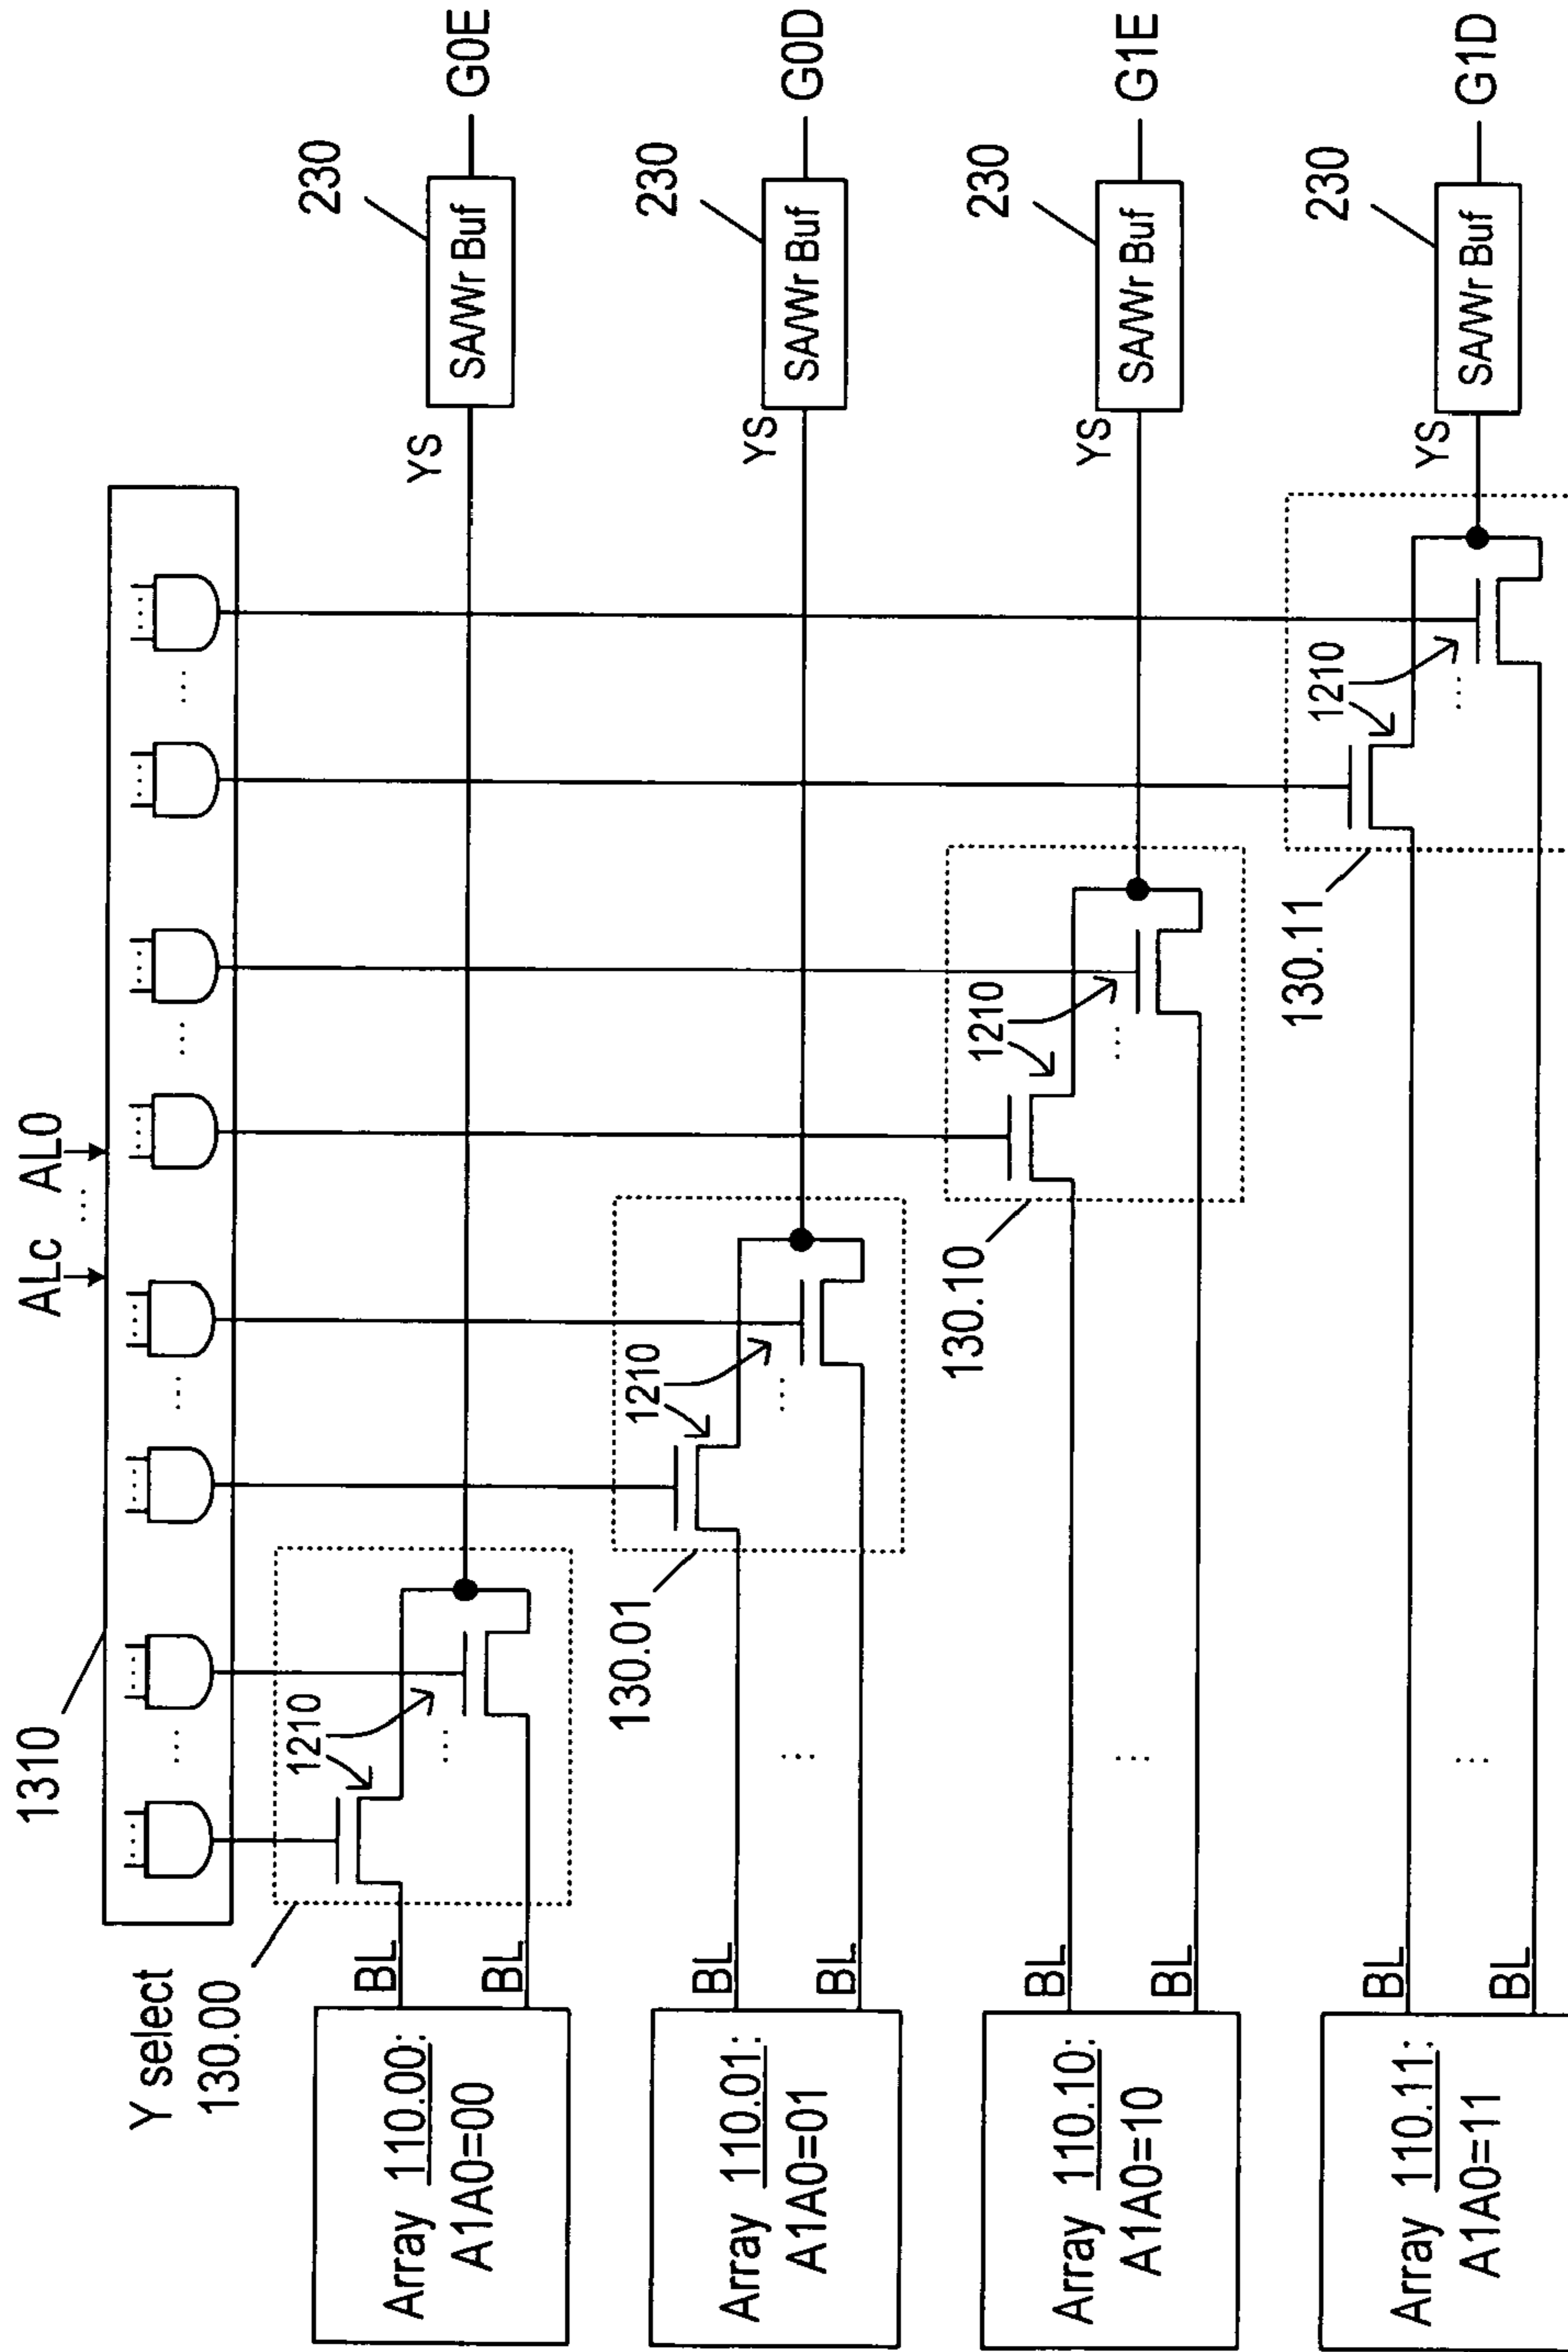 1310
ALc ... AL0
Y select
130.00
Array 110.00:
A1A0=00
BL
BL
1210
...
YS
230
SA/Wr Buf
G0E
130.01
Array 110.01:
A1A0=01
BL
BL
...
1210
...
YS
230
SA/Wr Buf
G0D
130.10
Array 110.10:
A1A0=10
BL
BL
...
1210
...
YS
230
SA/Wr Buf
G1E
130.11
Array 110.11:
A1A0=11
BL
BL
...
1210
...
YS
230
SA/Wr Buf
G1D